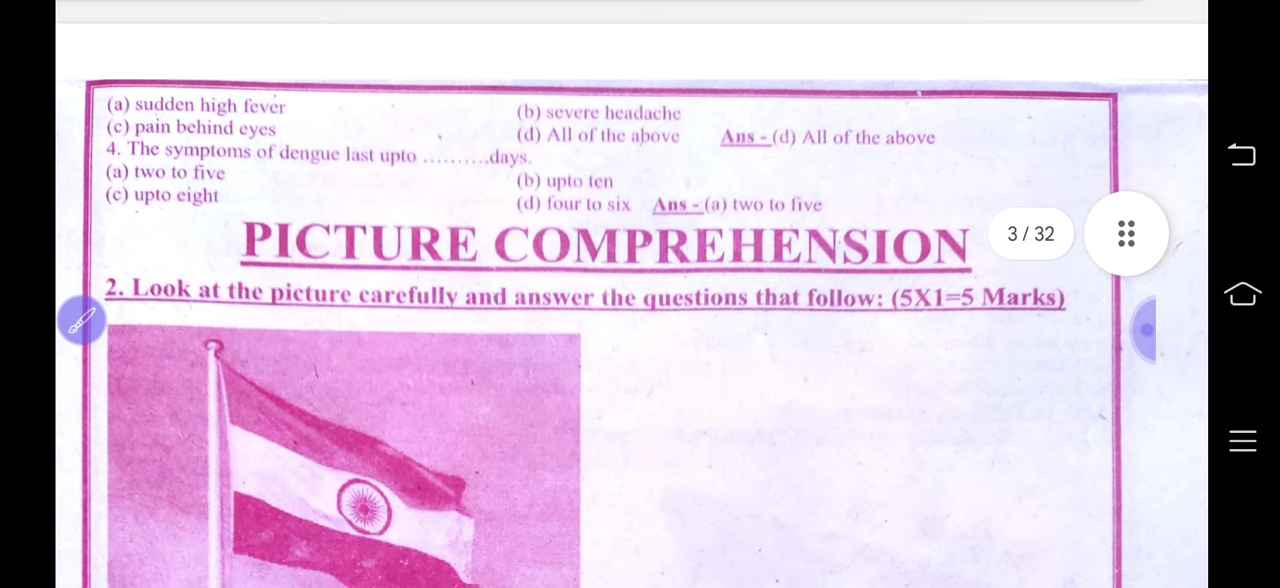 (a) sudden high fever (b) severe headache
(c) pain behind eyes (d) All of the above Ans - (d) All of the above
4. The symptoms of dengue last upto ..........days.
(a) two to five (b) upto ten
(c) upto eight (d) four to six Ans - (a) two to five
PICTURE COMPREHENSION
3 / 32
2. Look at the picture carefully and answer the questions that follow: (5X1=5 Marks)